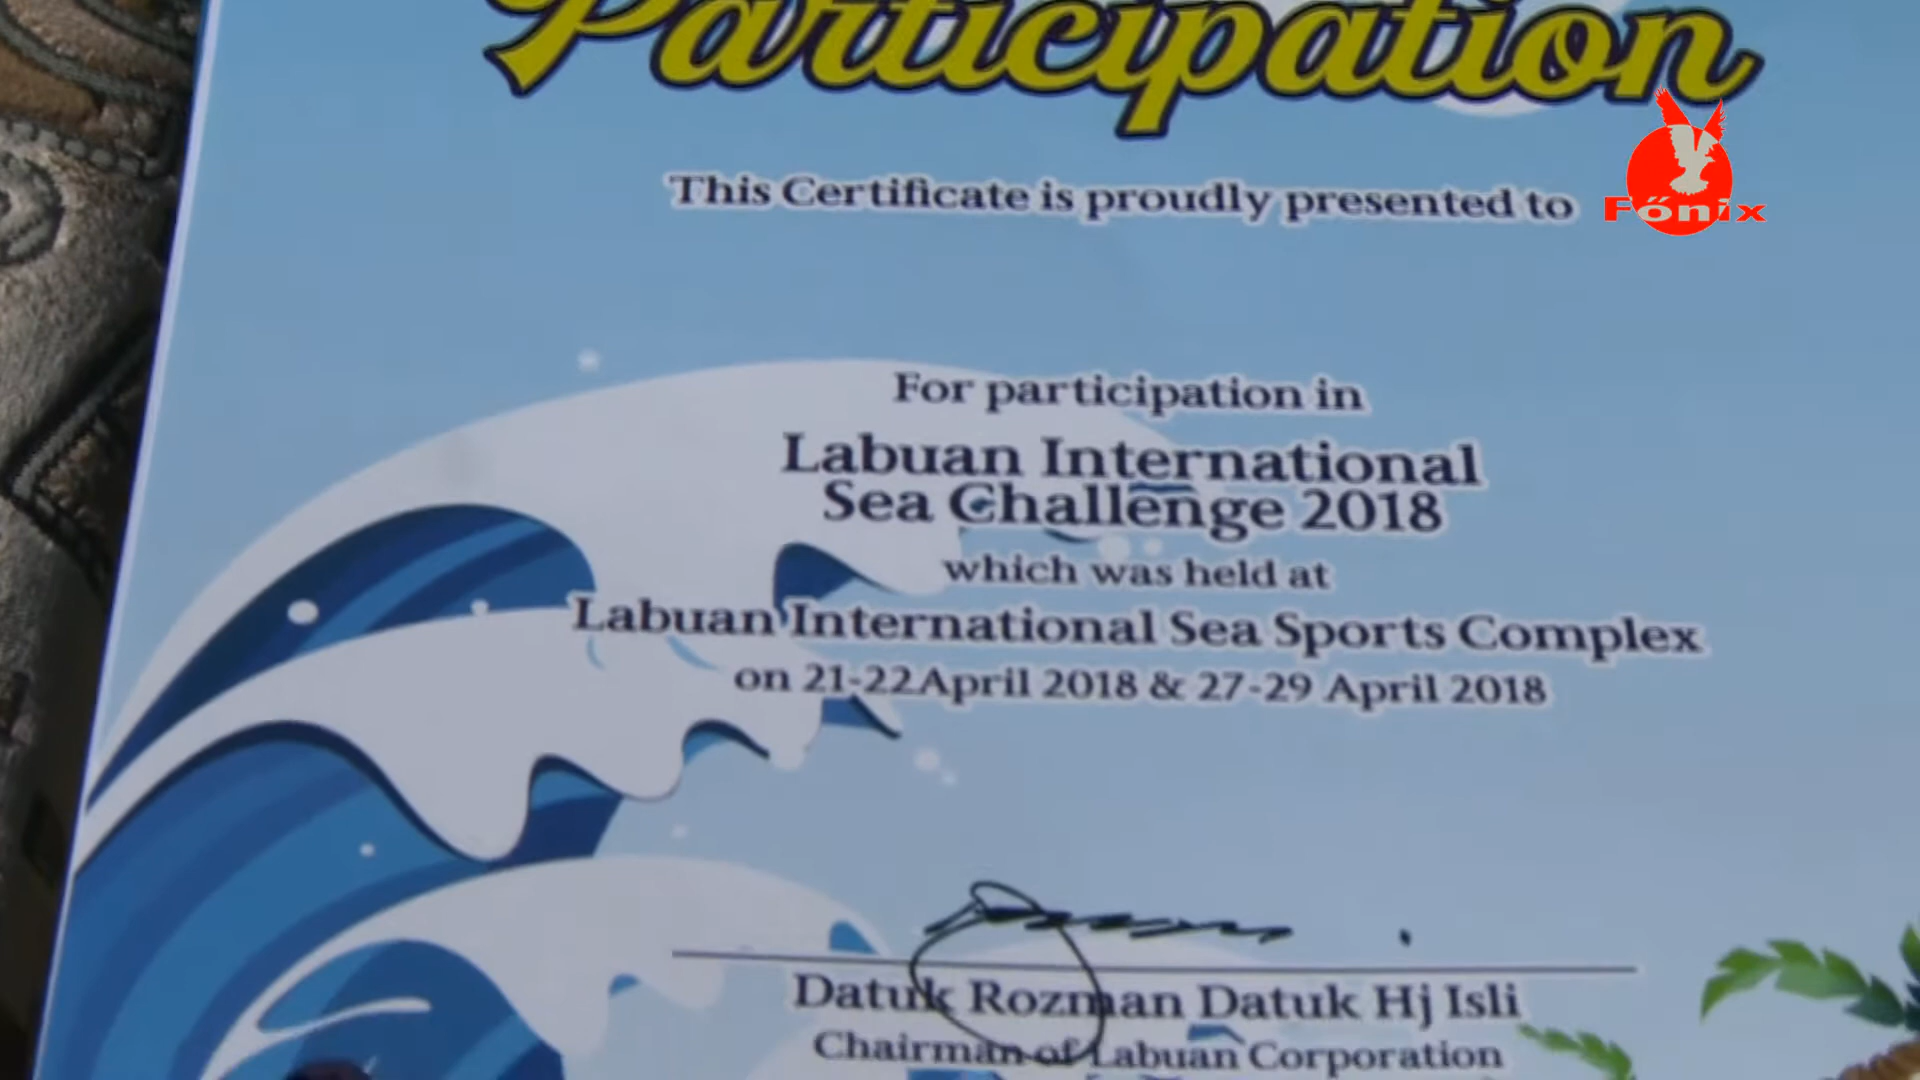 Participation
This Certificate is proudly presented to
Főnix
For participation in
Labuan International
Sea Challenge 2018
which was held at
Labuan International Sea Sports Complex
on 21-22April 2018 & 27-29 April 2018
Datuk Rozman Datuk Hj Isli
Chairman of Labuan Corporation